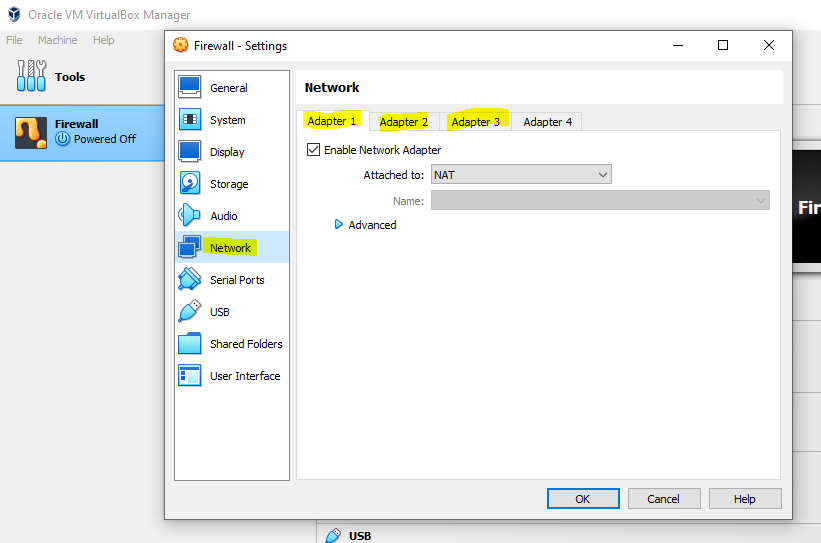 Oracle VM VirtualBox Manager
File Machine Help
Tools
Firewall
Powered Off
Firewall - Settings
General
System
Display
Storage
Audio
Network
Serial Ports
USB
Shared Folders
User Interface
Network
Adapter 1 Adapter 2 Adapter 3 Adapter 4
Enable Network Adapter
Attached to: NAT
Name:
Advanced
OK Cancel Help
Fir
USB